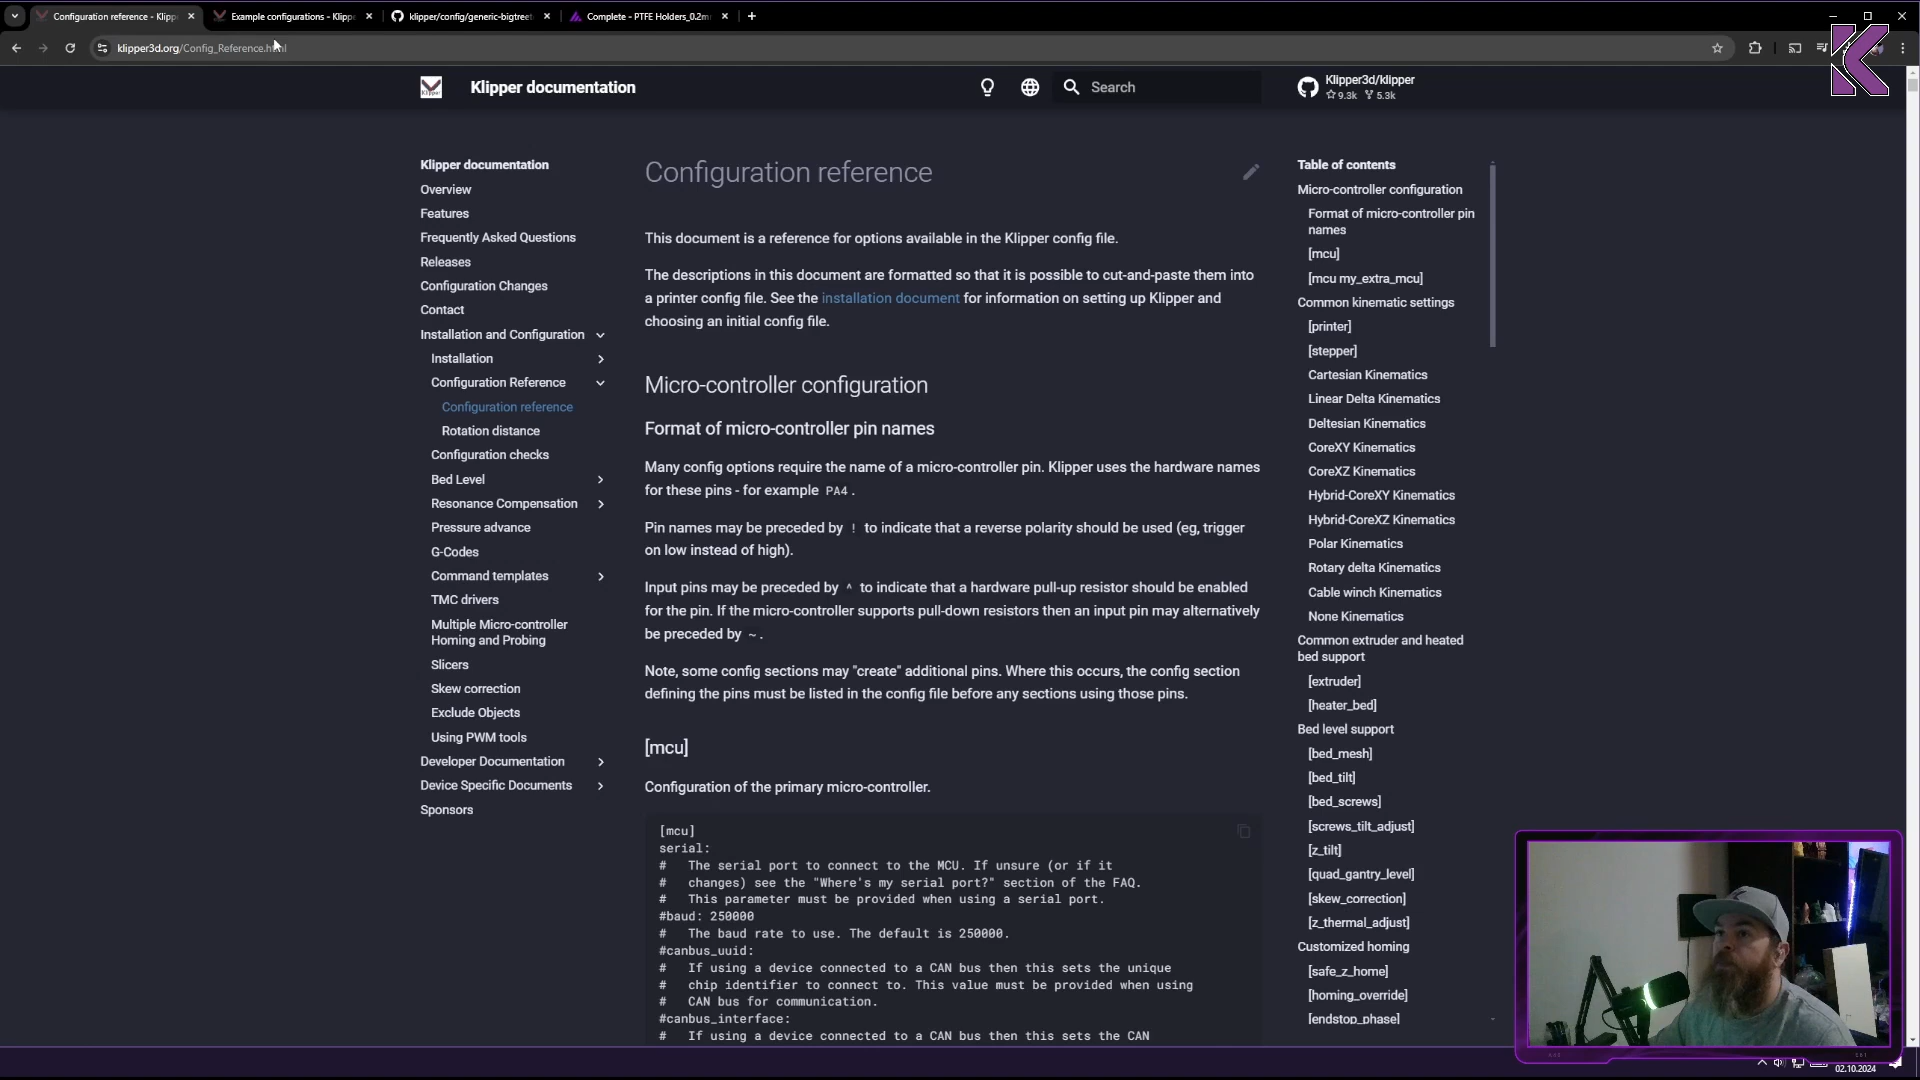 Configuration reference - Klipp
Example configurations - Klipp
klipper/config/generic-bigtreet
Complete - PTFE Holders_0.2m
klipper3d.org/Config_Reference.html
Klipper documentation
Search
Klipper3d/klipper
9.3k 5.3k
Klipper documentation
Overview
Features
Frequently Asked Questions
Releases
Configuration Changes
Contact
Installation and Configuration
Installation
Configuration Reference
Configuration reference
Rotation distance
Configuration checks
Bed Level
Resonance Compensation
Pressure advance
G-Codes
Command templates
TMC drivers
Multiple Micro-controller
Homing and Probing
Slicers
Skew correction
Exclude Objects
Using PWM tools
Developer Documentation
Device Specific Documents
Sponsors
Configuration reference
This document is a reference for options available in the Klipper config file.
The descriptions in this document are formatted so that it is possible to cut-and-paste them into
a printer config file. See the installation document for information on setting up Klipper and
choosing an initial config file.
Micro-controller configuration
Format of micro-controller pin names
Many config options require the name of a micro-controller pin. Klipper uses the hardware names
for these pins - for example PA4 .
Pin names may be preceded by ! to indicate that a reverse polarity should be used (eg, trigger
on low instead of high).
Input pins may be preceded by ^ to indicate that a hardware pull-up resistor should be enabled
for the pin. If the micro-controller supports pull-down resistors then an input pin may alternatively
be preceded by ~ .
Note, some config sections may "create" additional pins. Where this occurs, the config section
defining the pins must be listed in the config file before any sections using those pins.
[mcu]
Configuration of the primary micro-controller.
[mcu]
serial:
#   The serial port to connect to the MCU. If unsure (or if it
#   changes) see the "Where's my serial port?" section of the FAQ.
#   This parameter must be provided when using a serial port.
#baud: 250000
#   The baud rate to use. The default is 250000.
#canbus_uuid:
#   If using a device connected to a CAN bus then this sets the unique
#   chip identifier to connect to. This value must be provided when using
#   CAN bus for communication.
#canbus_interface:
#   If using a device connected to a CAN bus then this sets the CAN
Table of contents
Micro-controller configuration
Format of micro-controller pin
names
[mcu]
[mcu my_extra_mcu]
Common kinematic settings
[printer]
[stepper]
Cartesian Kinematics
Linear Delta Kinematics
Deltesian Kinematics
CoreXY Kinematics
CoreXZ Kinematics
Hybrid-CoreXY Kinematics
Hybrid-CoreXZ Kinematics
Polar Kinematics
Rotary delta Kinematics
Cable winch Kinematics
None Kinematics
Common extruder and heated
bed support
[extruder]
[heater_bed]
Bed level support
[bed_mesh]
[bed_tilt]
[bed_screws]
[screws_tilt_adjust]
[z_tilt]
[quad_gantry_level]
[skew_correction]
[z_thermal_adjust]
Customized homing
[safe_z_home]
[homing_override]
[endstop_phase]
02.10.2024